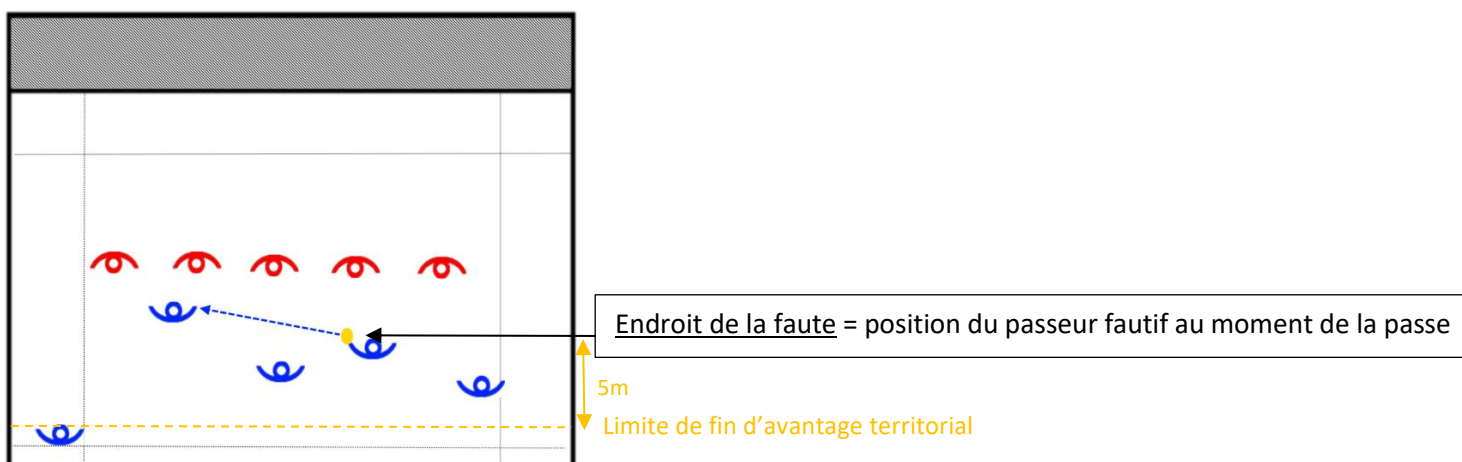 Endroit de la faute = position du passeur fautif au moment de la passe
5m
Limite de fin d’avantage territorial